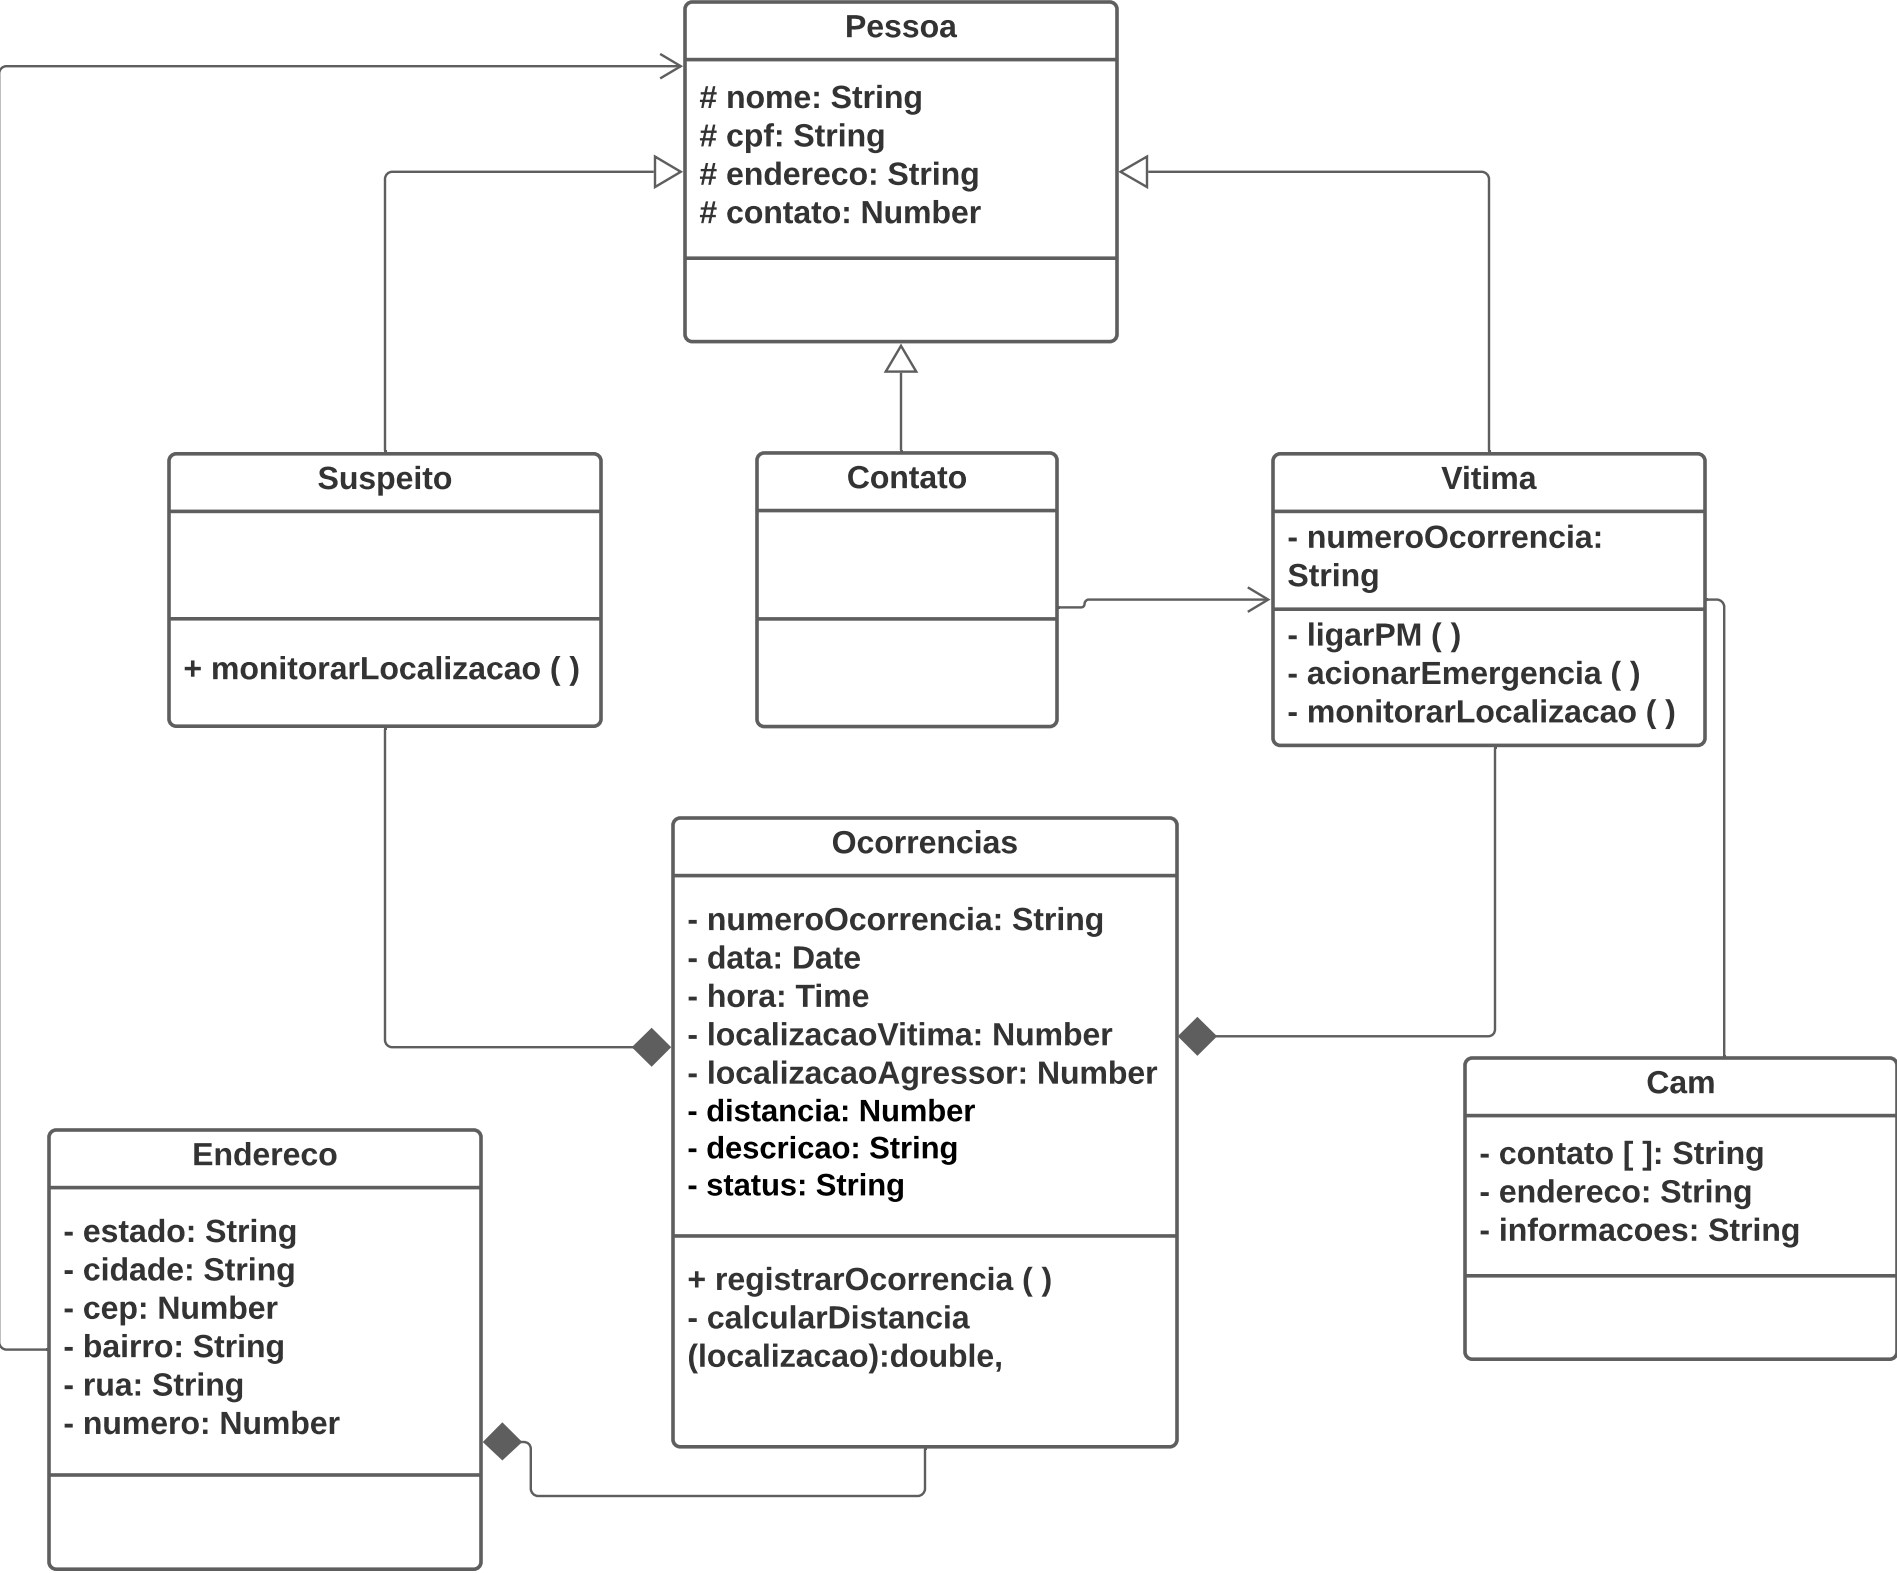 Pessoa
# nome: String
# cpf: String
# endereco: String
# contato: Number
Suspeito
+ monitorarLocalizacao ( )
Contato
Vitima
- numeroOcorrencia:
String
- ligarPM ( )
- acionarEmergencia ( )
- monitorarLocalizacao ( )
Ocorrencias
- numeroOcorrencia: String
- data: Date
- hora: Time
- localizacaoVitima: Number
- localizacaoAgressor: Number
- distancia: Number
- descricao: String
- status: String
+ registrarOcorrencia ( )
- calcularDistancia
(localizacao):double,
Cam
- contato [ ]: String
- endereco: String
- informacoes: String
Endereco
- estado: String
- cidade: String
- cep: Number
- bairro: String
- rua: String
- numero: Number